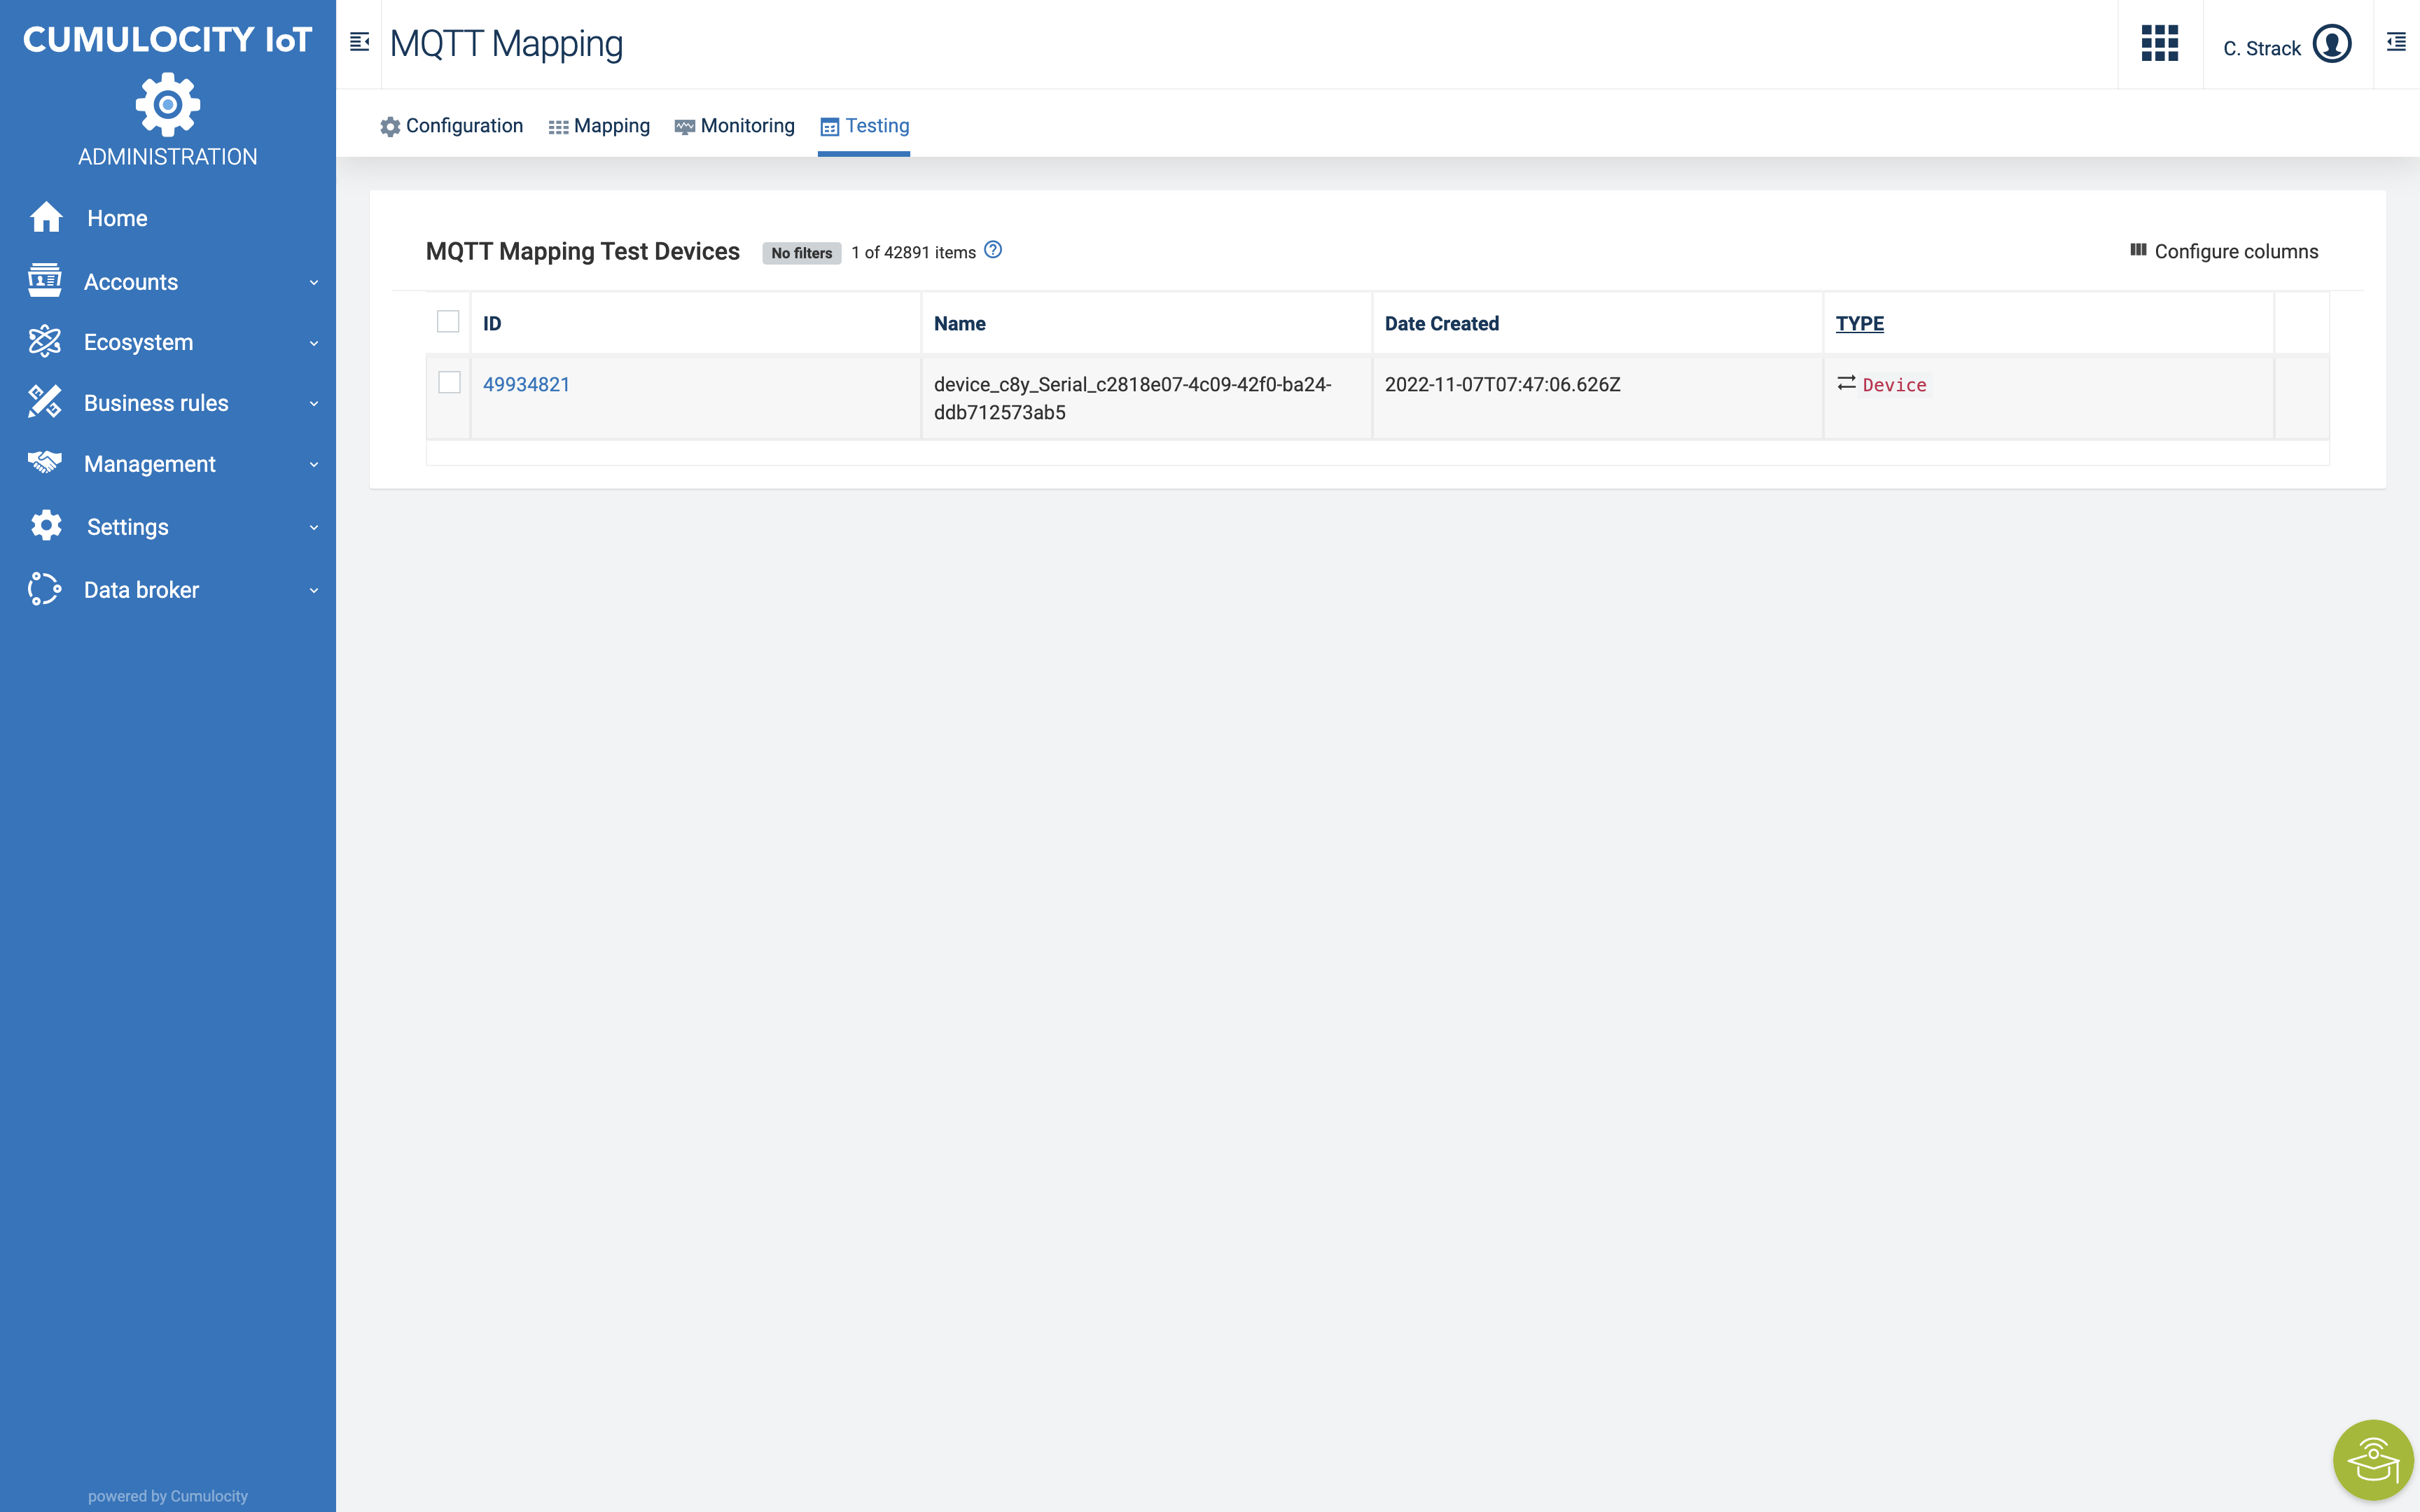 CUMULOCITY IoT
ADMINISTRATION
Home
Accounts
Ecosystem
Business rules
Management
Settings
Data broker
powered by Cumulocity
MQTT Mapping
C. Strack
Configuration
Mapping
Monitoring
Testing
MQTT Mapping Test Devices
No filters
1 of 42891 items
Configure columns
ID
Name
Date Created
TYPE
49934821
device_c8y_Serial_c2818e07-4c09-42f0-ba24-
ddb712573ab5
2022-11-07T07:47:06.626Z
Device